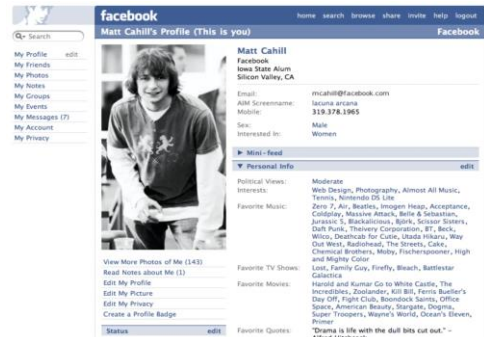 facebook
home search browse share invite help logout
Search
Matt Cahill's Profile (This is you)
Facebook
My Profile edit
My Friends
My Photos
My Notes
My Groups
My Events
My Messages (7)
My Account
My Privacy
View More Photos of Me (143)
Read Notes about Me (1)
Edit My Profile
Edit My Picture
Edit My Privacy
Create a Profile Badge
Status edit
Matt Cahill
Facebook
Iowa State Alum
Silicon Valley, CA
Email: mcahill@facebook.com
AIM Screenname: lacuna arcana
Mobile: 319.378.1965
Sex: Male
Interested In: Women
Mini-feed
Personal Info edit
Political Views: Moderate
Interests: Web Design, Photography, Almost All Music,
Tennis, Nintendo DS Lite
Favorite Music: Zero 7, Air, Beatles, Imogen Heap, Acceptance,
Coldplay, Massive Attack, Belle & Sebastian,
Jurassic 5, Blackalicious, Björk, Scissor Sisters,
Daft Punk, Theivery Corporation, BT, Beck,
Wilco, Deathcab for Cutie, Utada Hikaru, Way
Out West, Radiohead, The Streets, Cake,
Chemical Brothers, Moby, Fischerspooner, High
and Mighty Color
Favorite TV Shows: Lost, Family Guy, Firefly, Bleach, Battlestar
Galactica
Favorite Movies: Harold and Kumar Go to White Castle, The
Incredibles, Zoolander, Kill Bill, Ferris Bueller's
Day Off, Fight Club, Boondock Saints, Office
Space, American Beauty, Stargate, Dogma,
Super Troopers, Wayne's World, Ocean's Eleven,
Primer
Favorite Quotes: "Drama is life with the dull bits cut out." -